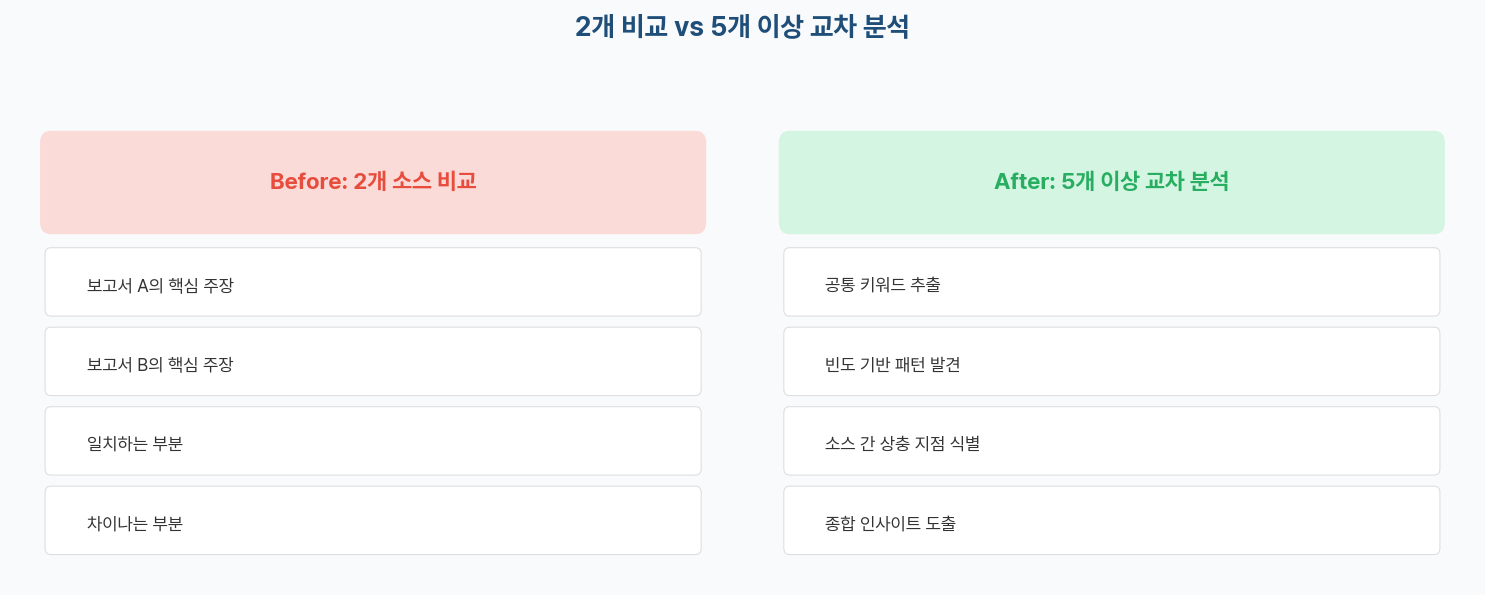 2개 비교 vs 5개 이상 교차 분석
Before: 2개 소스 비교
보고서 A의 핵심 주장
보고서 B의 핵심 주장
일치하는 부분
차이나는 부분
After: 5개 이상 교차 분석
공통 키워드 추출
빈도 기반 패턴 발견
소스 간 상충 지점 식별
종합 인사이트 도출